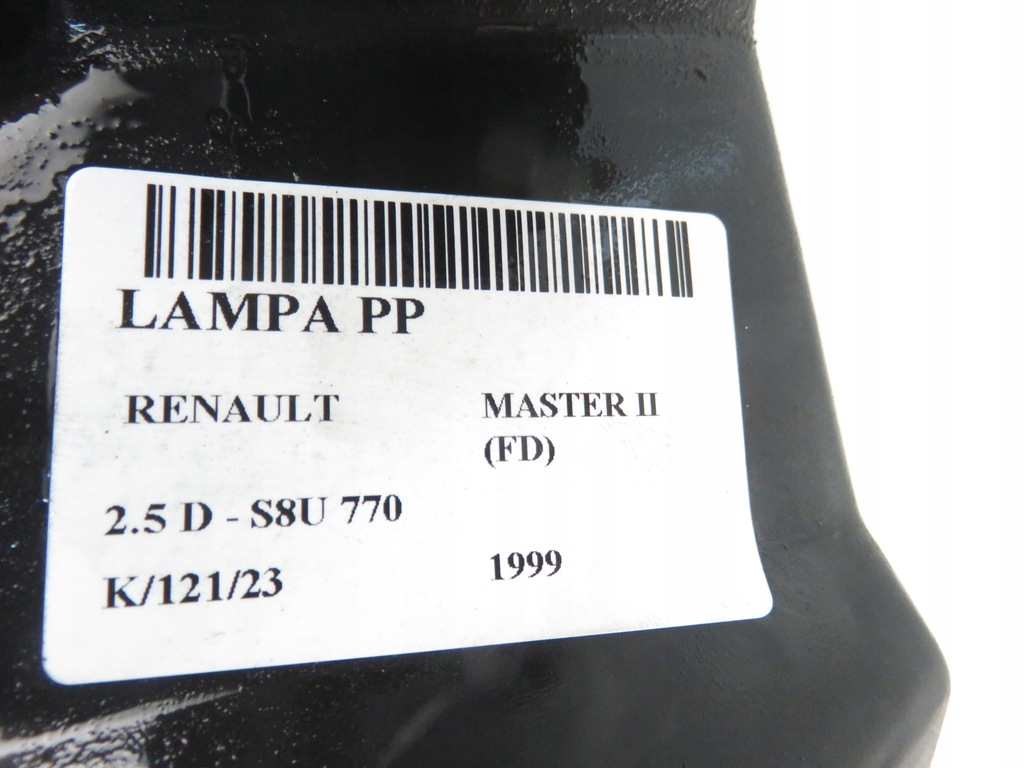 LAMPA PP
RENAULT MASTER II
(FD)
2.5 D - S8U 770
K/121/23 1999